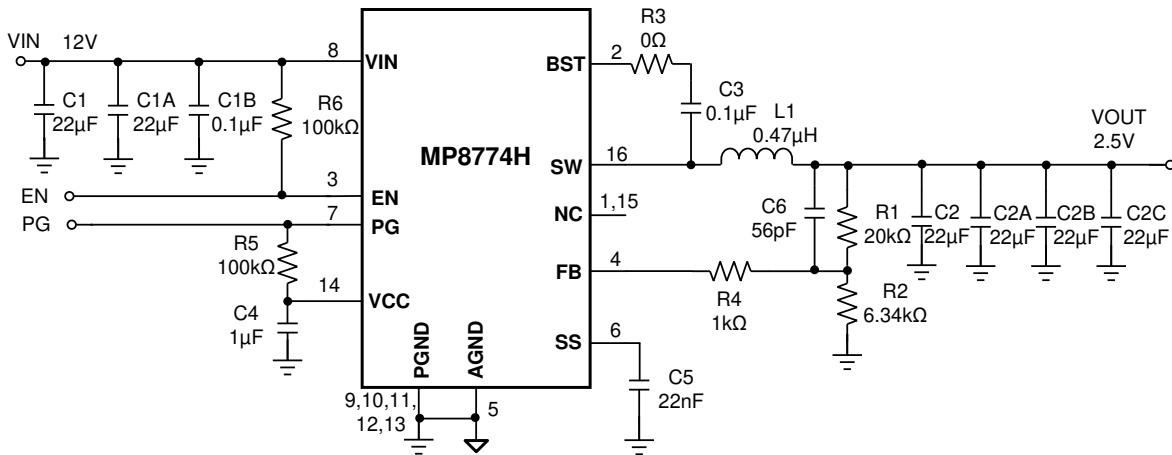 VIN 12V
C1
22µF
C1A
22µF
C1B
0.1µF
R6
100kΩ
EN
PG
R5
100kΩ
C4
1µF
8
3
7
14
VIN
EN
PG
VCC
MP8774H
BST
SW
NC
FB
SS
PGND
AGND
9,10,11,
12,13
5
2
16
1,15
4
6
R3
0Ω
C3
0.1µF
L1
0.47µH
VOUT
2.5V
C6
56pF
R1
20kΩ
C2
22µF
C2A
22µF
C2B
22µF
C2C
22µF
R4
1kΩ
R2
6.34kΩ
C5
22nF